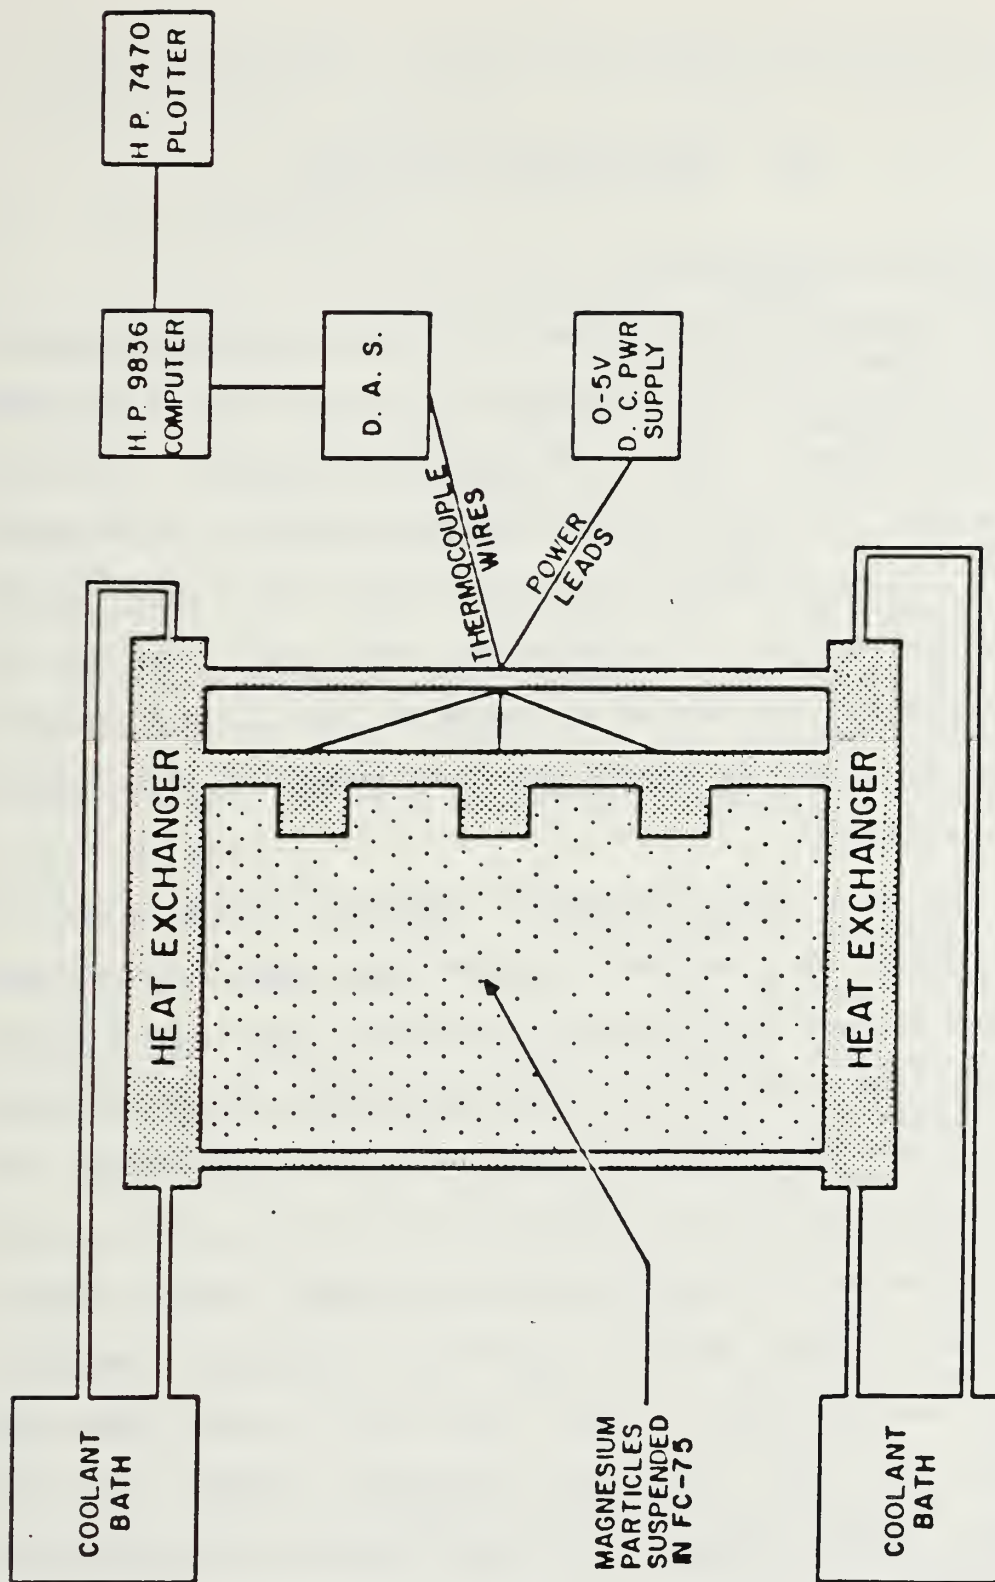 COOLANT
BATH
HEAT EXCHANGER
H.P. 9836
COMPUTER
H.P. 7470
PLOTTER
D. A. S.
THERMOCOUPLE
WIRES
POWER
LEADS
0-5V
D. C. PWR
SUPPLY
MAGNESIUM
PARTICLES
SUSPENDED
IN FC-75
HEAT EXCHANGER
COOLANT
BATH